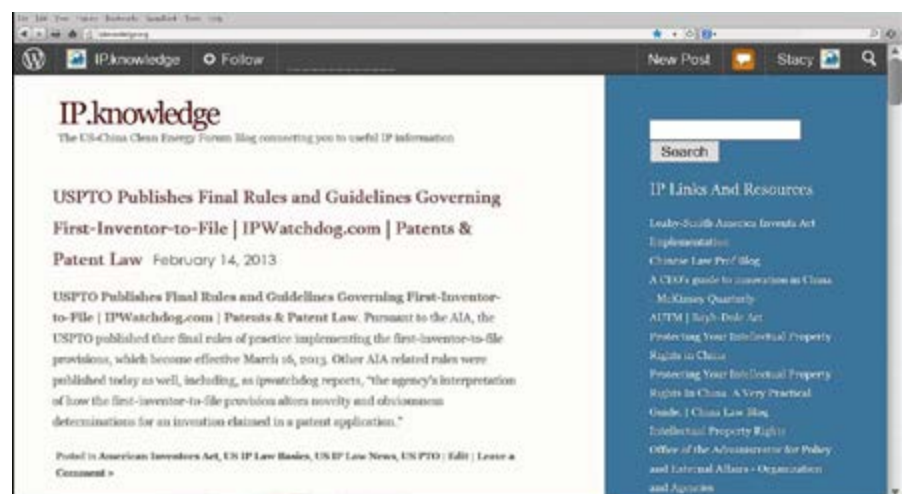 IP.knowledge
Follow
New Post
Stacy
IP.knowledge
The US-China Clean Energy Forum Blog connecting you to useful IP information
USPTO Publishes Final Rules and Guidelines Governing
First-Inventor-to-File | IPWatchdog.com | Patents &
Patent Law February 14, 2013
USPTO Publishes Final Rules and Guidelines Governing First-Inventor-
to-File | IPWatchdog.com | Patents & Patent Law. Pursuant to the AIA, the
USPTO published thee final rules of practice implementing the first-inventor-to-file
provisions, which become effective March 16, 2013. Other AIA related rules were
published today as well, including, as ipwatchdog reports, "the agency's interpretation
of how the first-inventor-to-file provision alters novelty and obviousness
determinations for an invention claimed in a patent application."
Posted in American Inventors Act, US IP Law Basics, US IP Law News, US PTO | Edit | Leave a
Comment »
Search
IP Links And Resources
Leahy-Smith America Invents Act
Implementation
Chinese Law Prof Blog
A CEO's guide to innovation in China
- McKinsey Quarterly
AUTM | Bayh-Dole Act
Protecting Your Intellectual Property
Rights in China
Protecting Your Intellectual Property
Rights In China. A Very Practical
Guide. | China Law Blog
Intellectual Property Rights
Office of the Administrator for Policy
and External Affairs - Organization
and Agencies